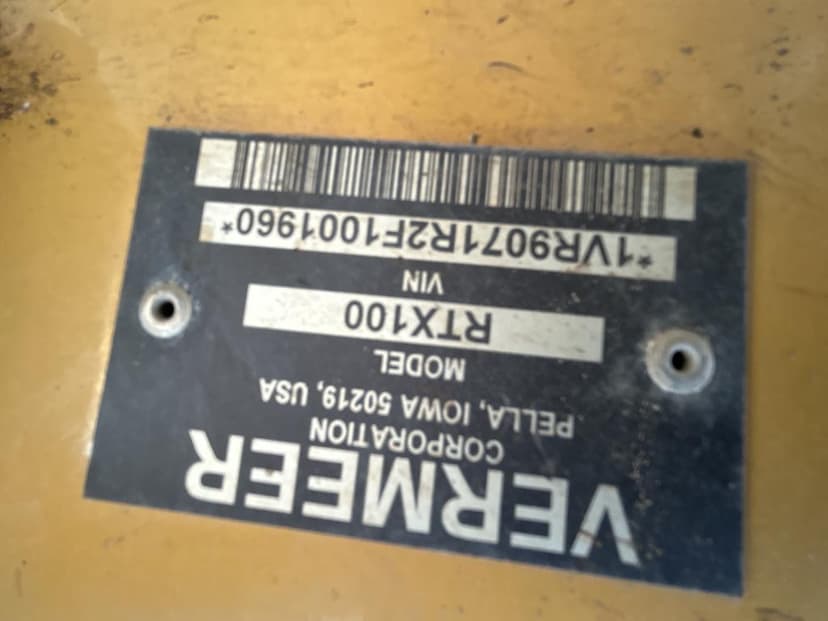 VERMEER
CORPORATION
PELLA, IOWA 50219, USA
MODEL
RTX100
VIN
*1VR9071R2F1001960*